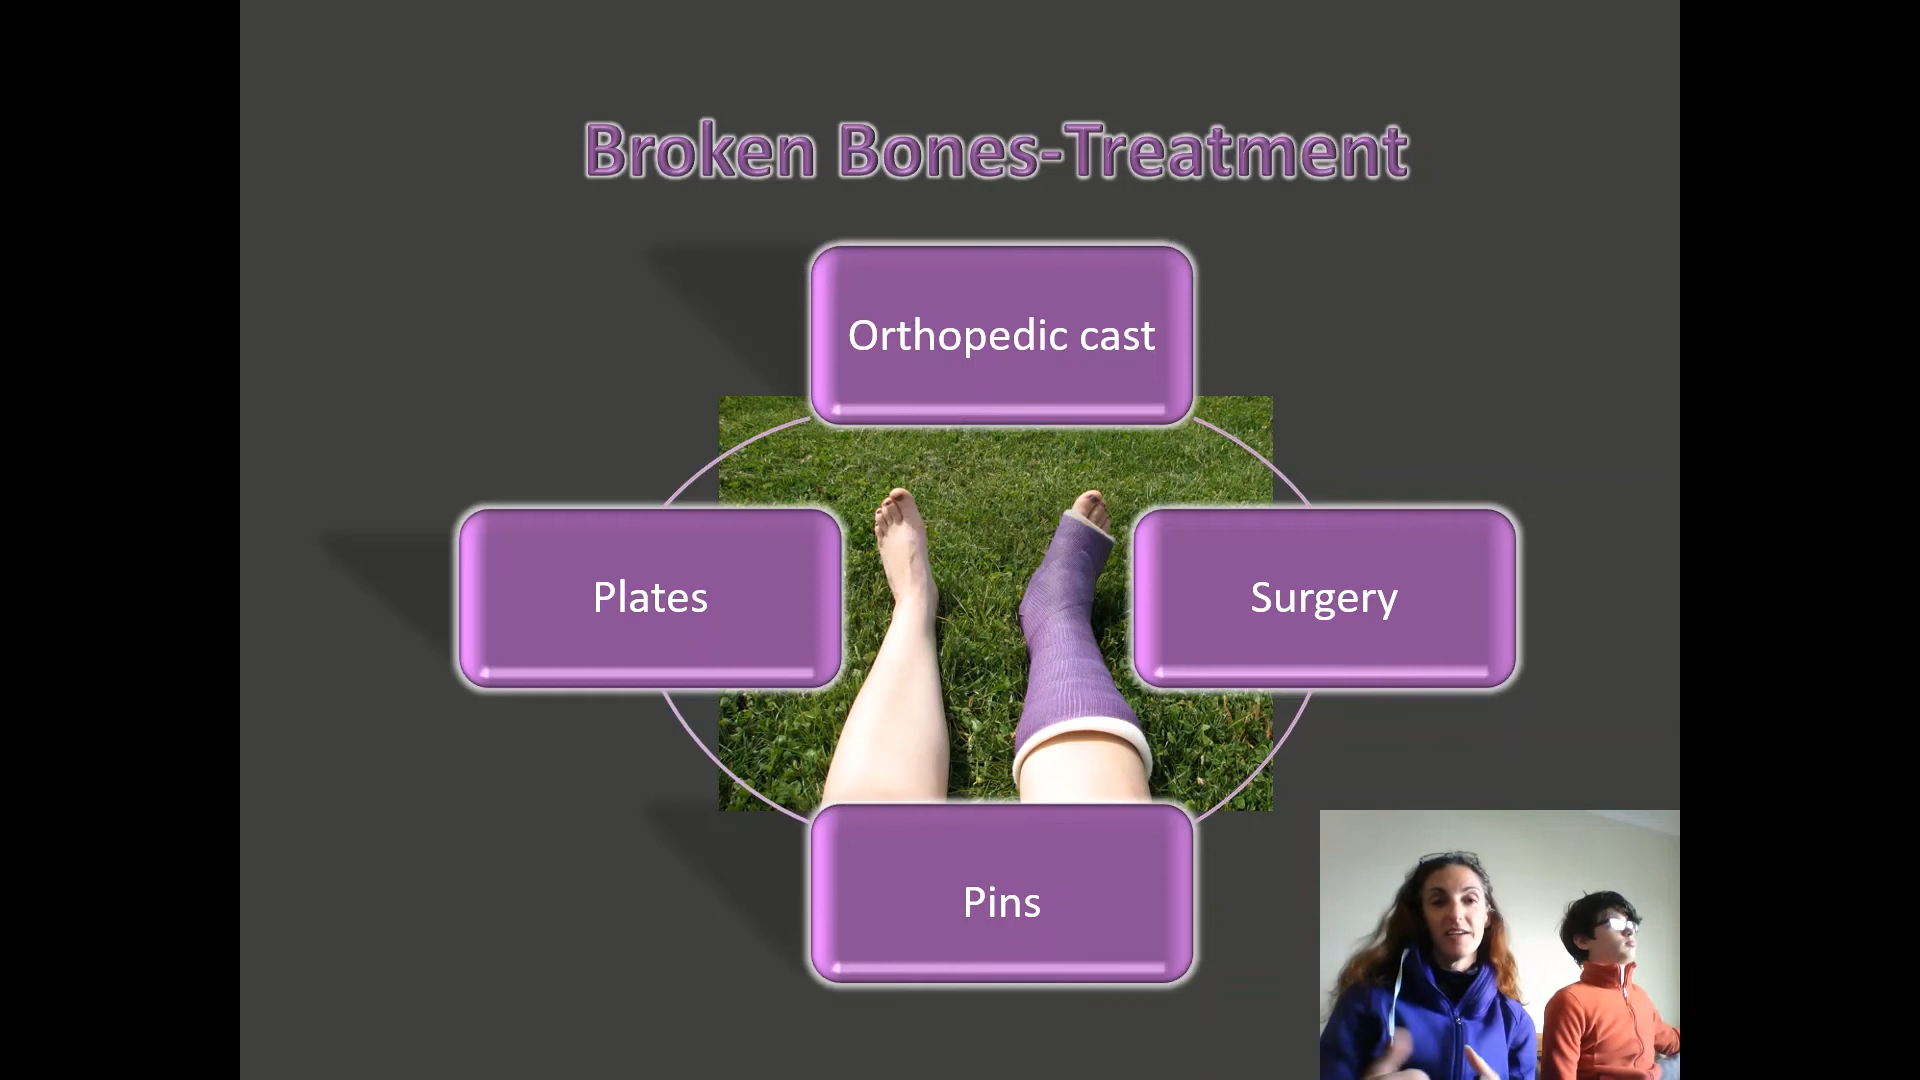 Broken Bones-Treatment
Orthopedic cast
Plates
Surgery
Pins